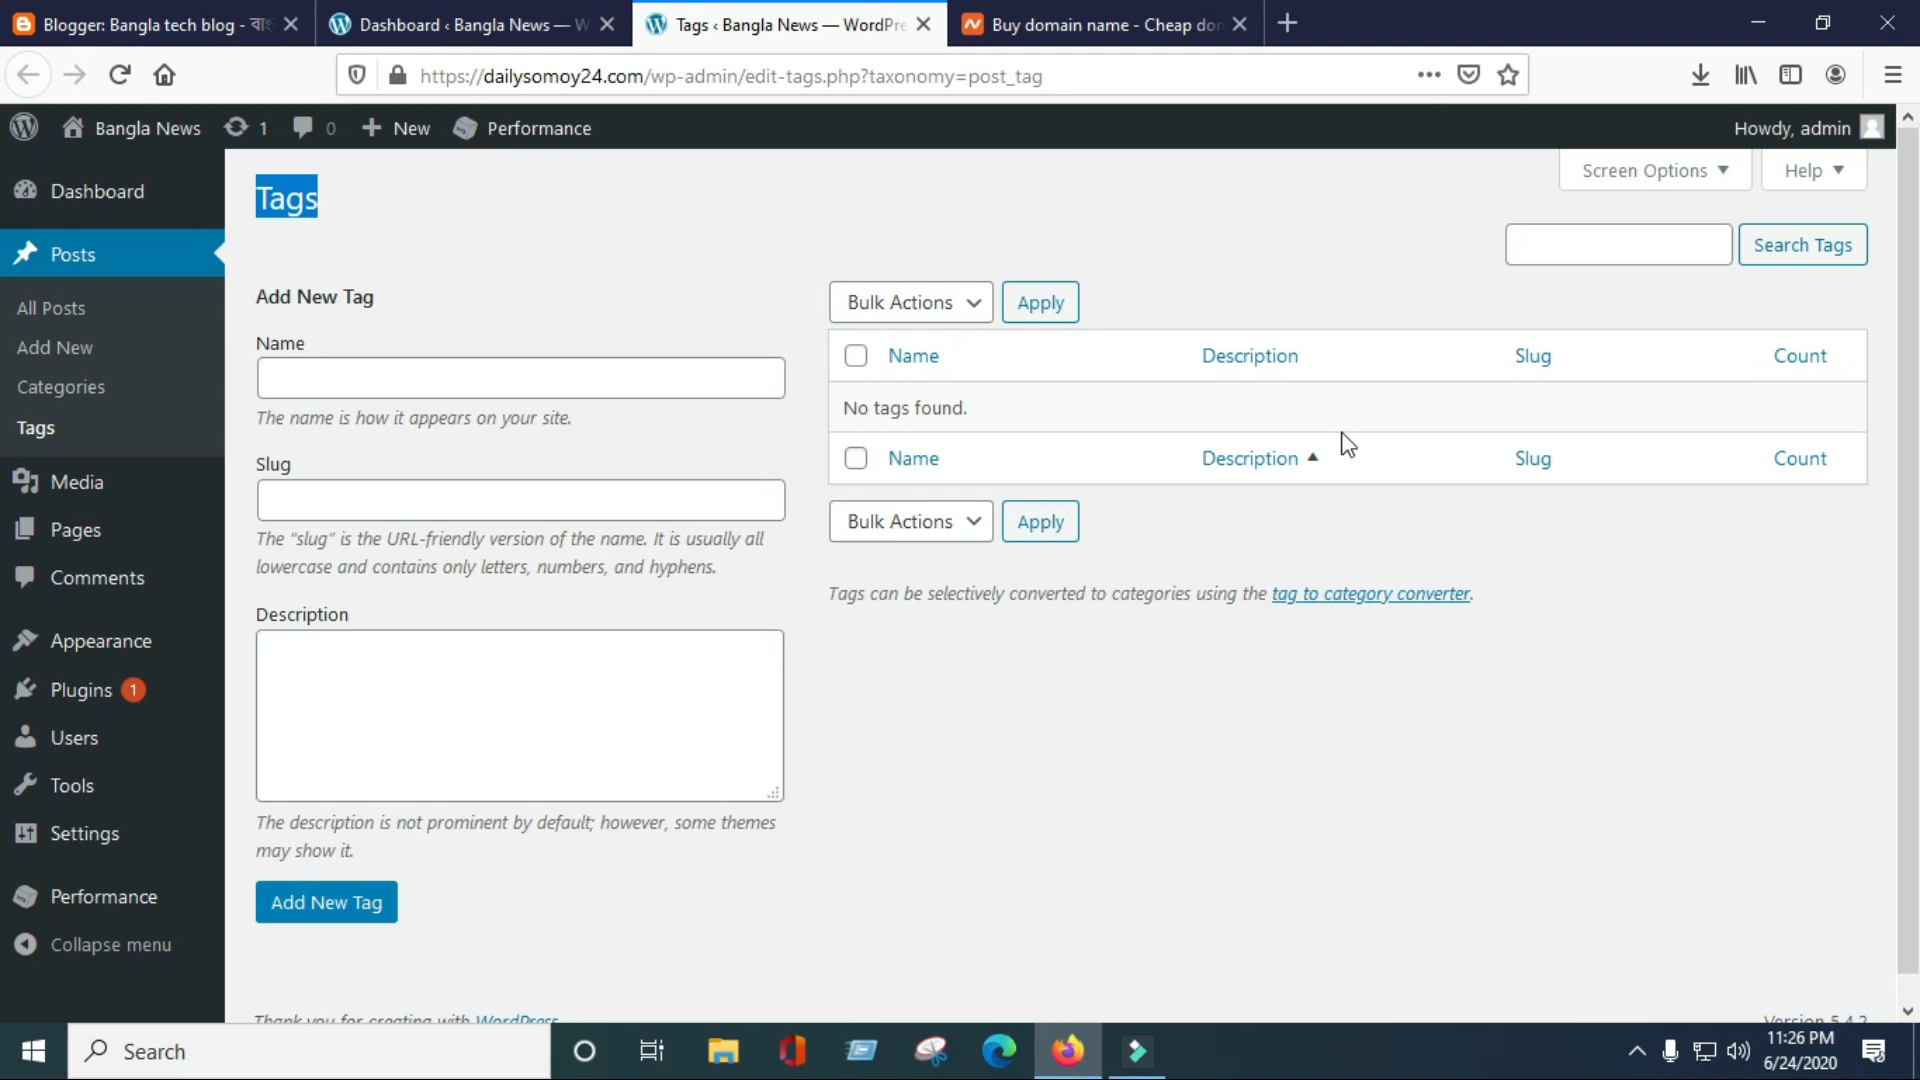 Blogger: Bangla tech blog - বাং
Dashboard ‹ Bangla News — W
Tags ‹ Bangla News — WordPre
Buy domain name - Cheap don
https://dailysomoy24.com/wp-admin/edit-tags.php?taxonomy=post_tag
Bangla News
1
0
New
Performance
Howdy, admin
Dashboard
Posts
All Posts
Add New
Categories
Tags
Media
Pages
Comments
Appearance
Plugins 1
Users
Tools
Settings
Performance
Collapse menu
Screen Options
Help
Tags
Search Tags
Add New Tag
Name
The name is how it appears on your site.
Slug
The “slug” is the URL-friendly version of the name. It is usually all
lowercase and contains only letters, numbers, and hyphens.
Description
The description is not prominent by default; however, some themes
may show it.
Add New Tag
Bulk Actions
Apply
Name Description Slug Count
No tags found.
Name Description Slug Count
Bulk Actions
Apply
Tags can be selectively converted to categories using the tag to category converter.
Thank you for creating with WordPress
Version 5.4.2
Search
11:26 PM
6/24/2020